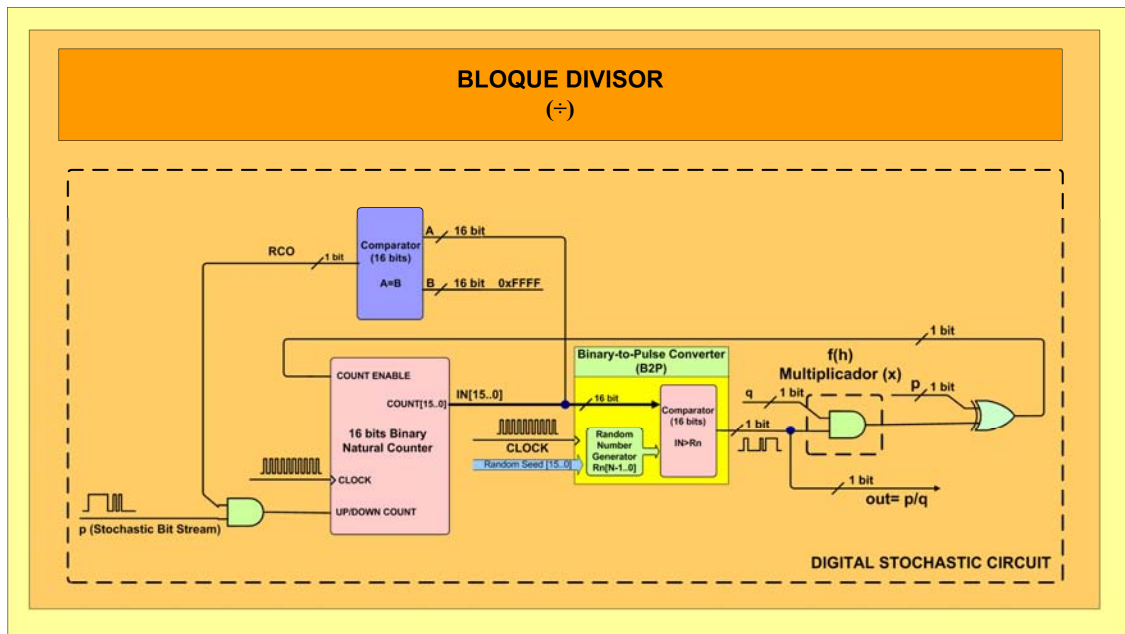 BLOQUE DIVISOR
(÷)
RCO
1 bit
Comparator
(16 bits)
A=B
A
16 bit
B
16 bit 0xFFFF
1 bit
COUNT ENABLE
COUNT[15..0]
16 bits Binary
Natural Counter
CLOCK
UP/DOWN COUNT
p (Stochastic Bit Stream)
IN[15..0]
CLOCK
Random Seed [15..0]
Binary-to-Pulse Converter
(B2P)
16 bit
Comparator
(16 bits)
IN>Rn
Random
Number
Generator
Rn[N-1..0]
1 bit
q
1 bit
f(h)
Multiplicador (x)
p
1 bit
1 bit
out= p/q
DIGITAL STOCHASTIC CIRCUIT